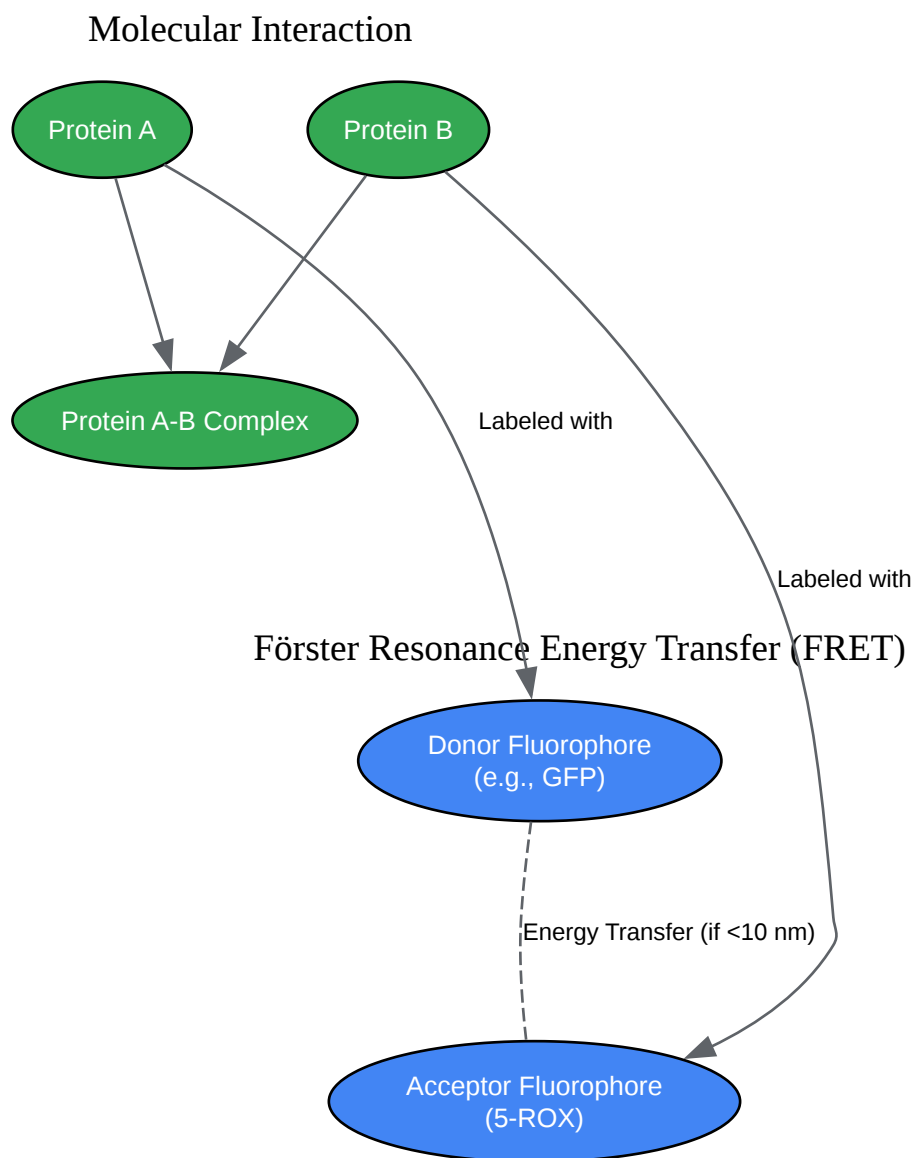 Molecular Interaction
Protein A
Protein B
Protein A-B Complex
Labeled with
Labeled with
Förster Resonance Energy Transfer (FRET)
Donor Fluorophore
(e.g., GFP)
Energy Transfer (if <10 nm)
Acceptor Fluorophore
(5-ROX)